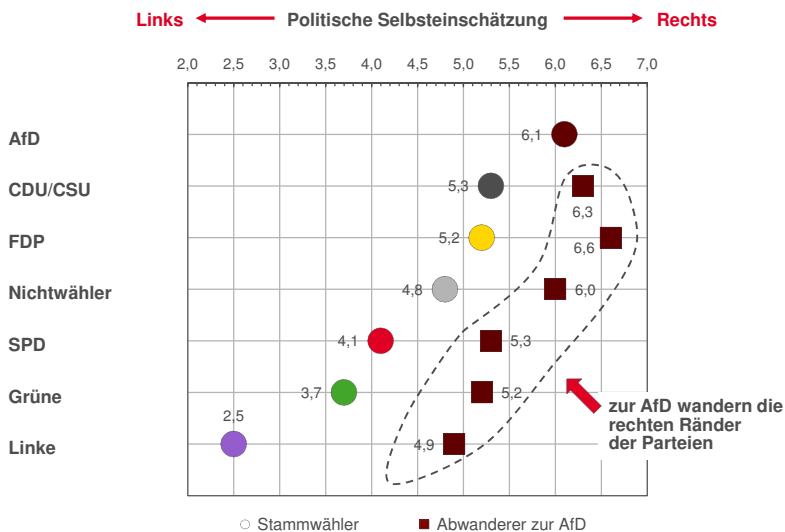 Links Politische Selbsteinschätzung Rechts
2,0 2,5 3,0 3,5 4,0 4,5 5,0 5,5 6,0 6,5 7,0
AfD 6,1
CDU/CSU 5,3 6,3
FDP 5,2 6,6
Nichtwähler 4,8 6,0
SPD 4,1 5,3
Grüne 3,7 5,2
Linke 2,5 4,9
zur AfD wandern die
rechten Ränder
der Parteien
Stammwähler Abwanderer zur AfD